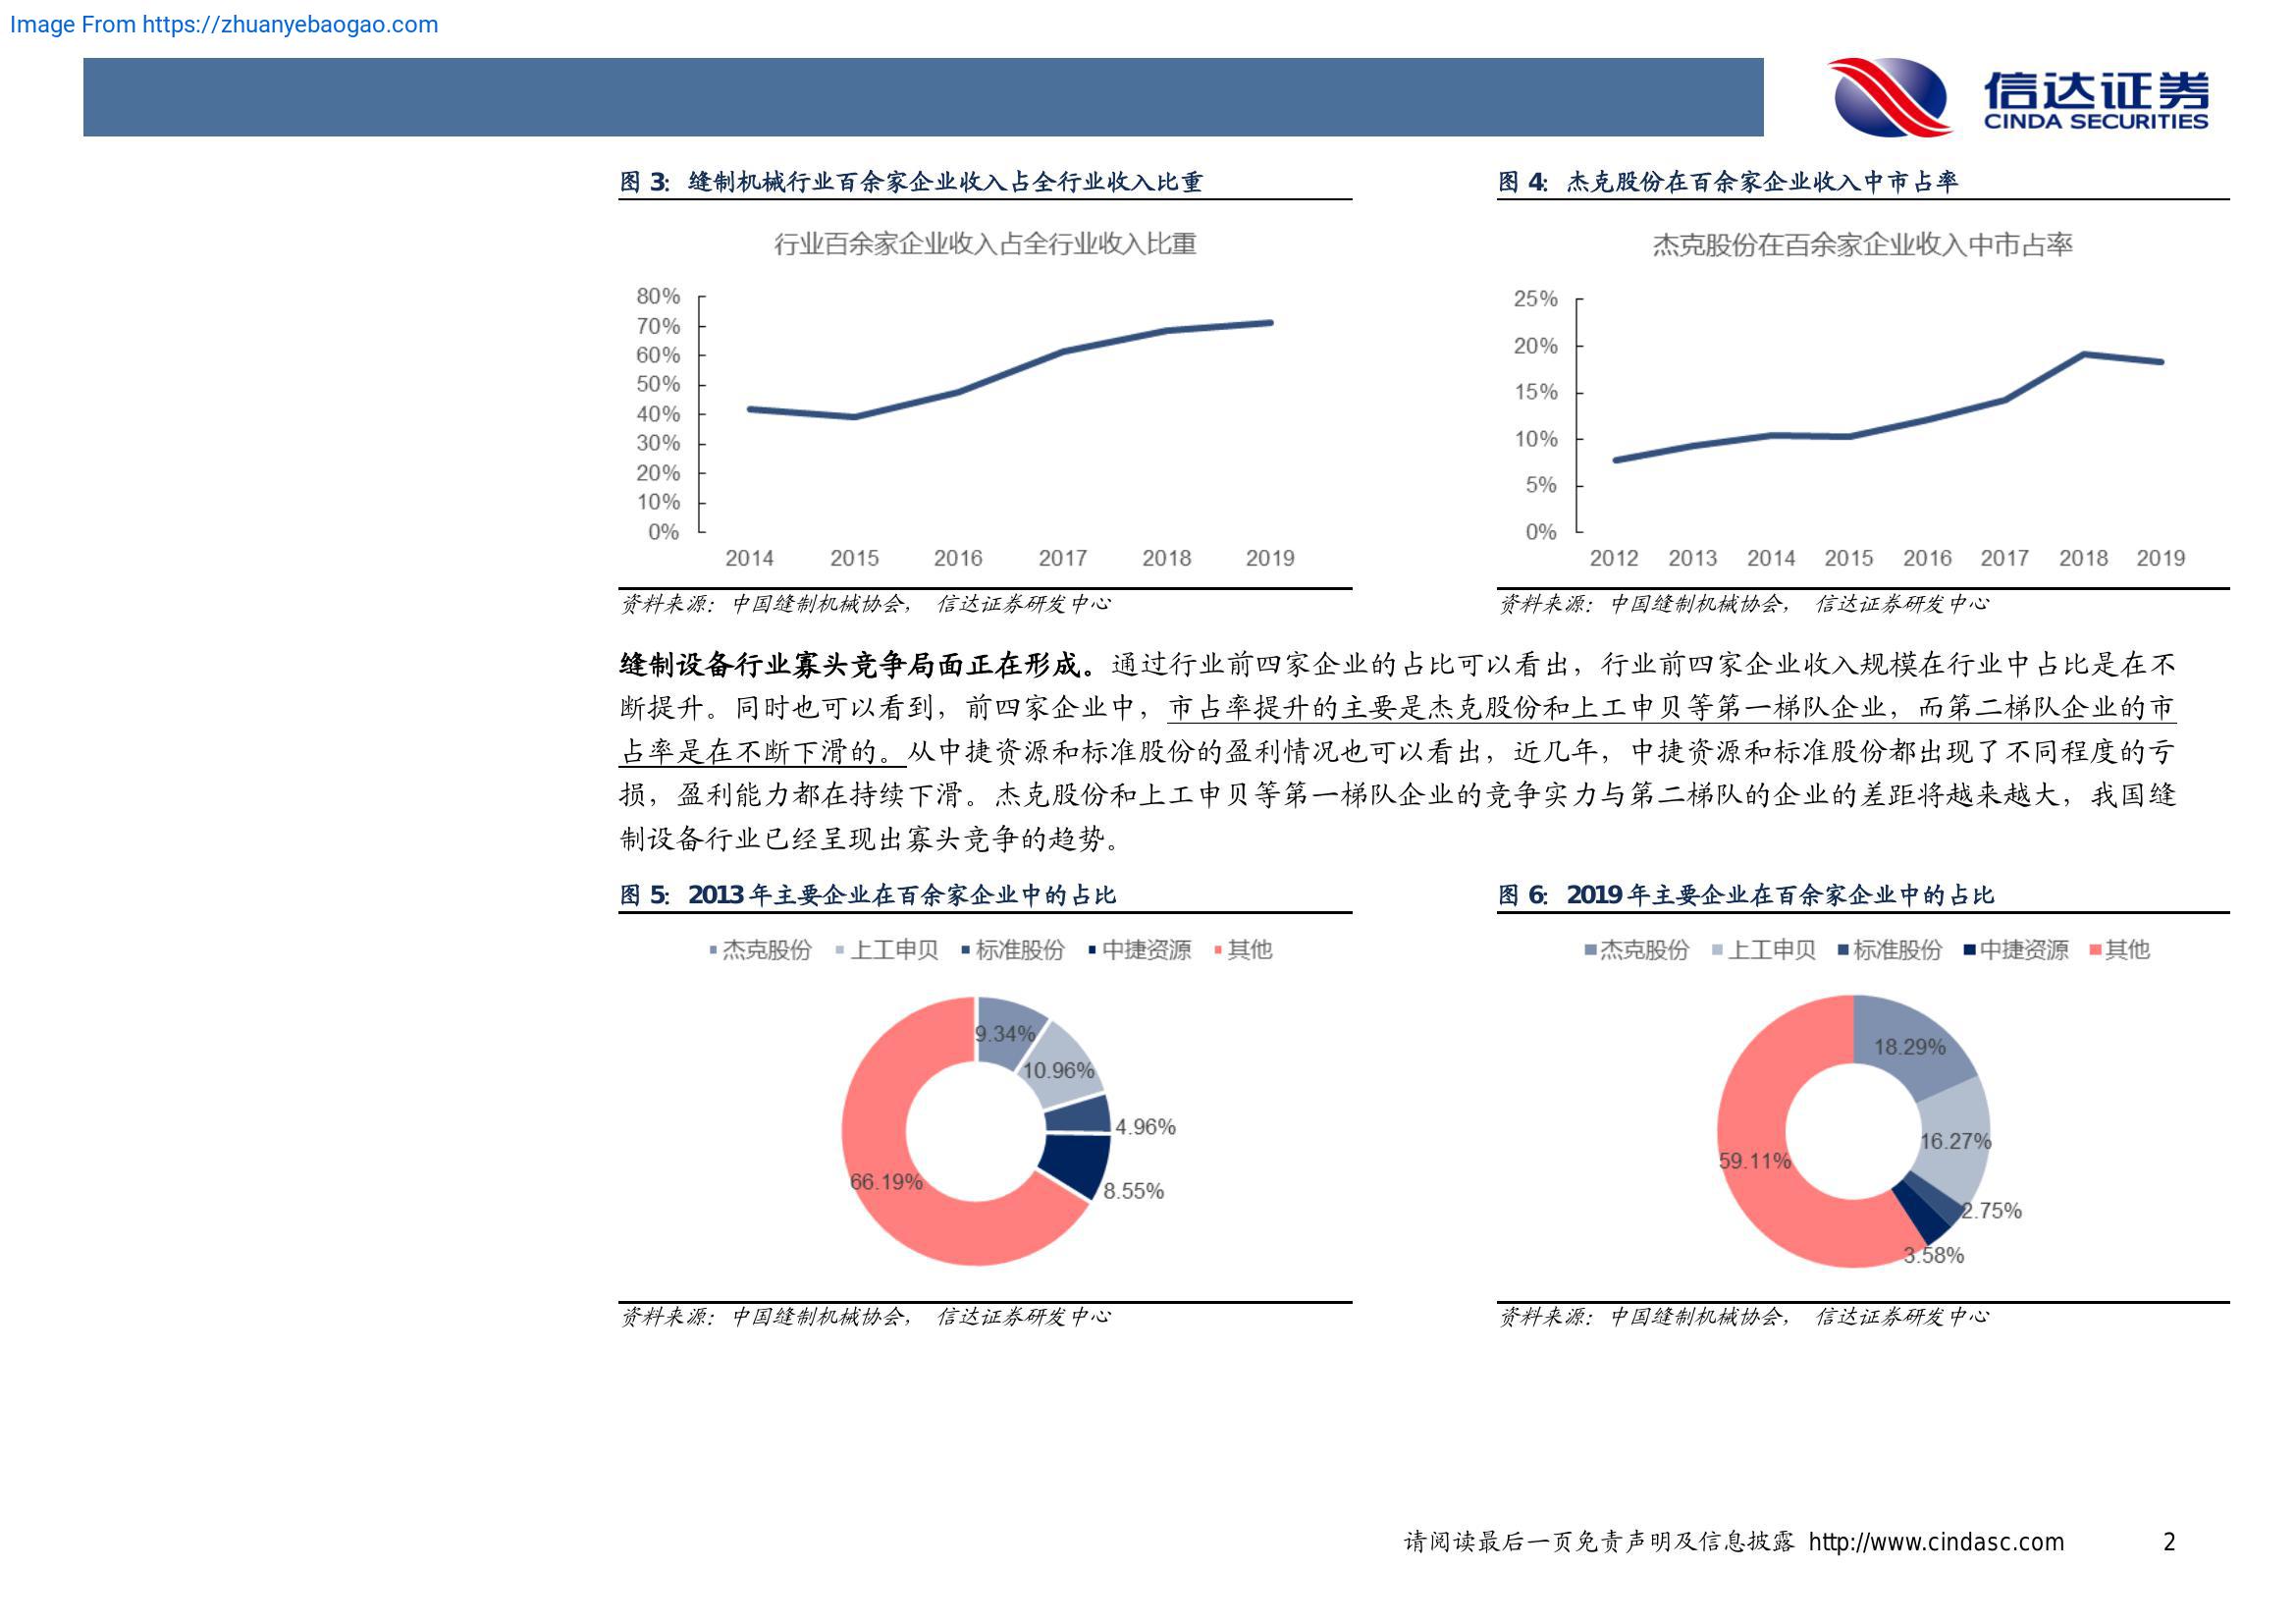 Image From https://zhuanyebaogao.com
信达证券
CINDA SECURITIES
图 3: 缝制机械行业百余家企业收入占全行业收入比重
行业百余家企业收入占全行业收入比重
80%
70%
60%
50%
40%
30%
20%
10%
0%
2014 2015 2016 2017 2018 2019
资料来源: 中国缝制机械协会, 信达证券研发中心
图 4: 杰克股份在百余家企业收入中市占率
杰克股份在百余家企业收入中市占率
25%
20%
15%
10%
5%
0%
2012 2013 2014 2015 2016 2017 2018 2019
资料来源: 中国缝制机械协会, 信达证券研发中心
缝制设备行业寡头竞争局面正在形成。通过行业前四家企业的占比可以看出，行业前四家企业收入规模在行业中占比是在不
断提升。同时也可以看到，前四家企业中，市占率提升的主要是杰克股份和上工申贝等第一梯队企业，而第二梯队企业的市
占率是在不断下滑的。从中捷资源和标准股份的盈利情况也可以看出，近几年，中捷资源和标准股份都出现了不同程度的亏
损，盈利能力都在持续下滑。杰克股份和上工申贝等第一梯队企业的竞争实力与第二梯队的企业的差距将越来越大，我国缝
制设备行业已经呈现出寡头竞争的趋势。
图 5: 2013 年主要企业在百余家企业中的占比
杰克股份 上工申贝 标准股份 中捷资源 其他
9.34%
10.96%
4.96%
8.55%
66.19%
资料来源: 中国缝制机械协会, 信达证券研发中心
图 6: 2019 年主要企业在百余家企业中的占比
杰克股份 上工申贝 标准股份 中捷资源 其他
18.29%
16.27%
2.75%
3.58%
59.11%
资料来源: 中国缝制机械协会, 信达证券研发中心
请阅读最后一页免责声明及信息披露 http://www.cindasc.com 2